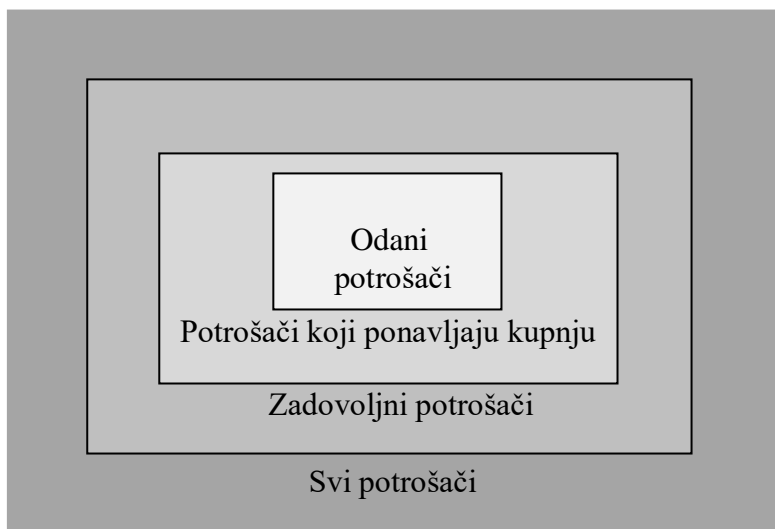 Odani
potrošači
Potrošači koji ponavljaju kupnju
Zadovoljni potrošači
Svi potrošači